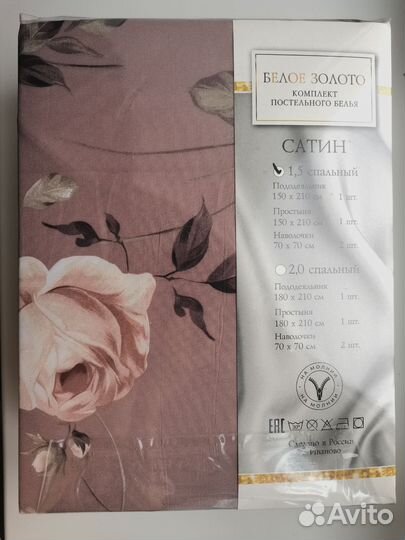 БЕЛОЕ ЗОЛОТО
КОМПЛЕКТ
ПОСТЕЛЬНОГО БЕЛЬЯ
САТИН
1,5 СПАЛЬНЫЙ
Пододеяльник
150 х 210 см 1 шт.
Простыня
150 х 210 см 1 шт.
Наволочки
70 х 70 см 2 шт.
2,0 СПАЛЬНЫЙ
Пододеяльник
180 х 210 см 1 шт.
Простыня
180 х 210 см 1 шт.
Наволочки
70 х 70 см 2 шт.
НА МОЛНИИ
НА МОЛНИИ
EAC
Сделано в России
Иваново
Avito